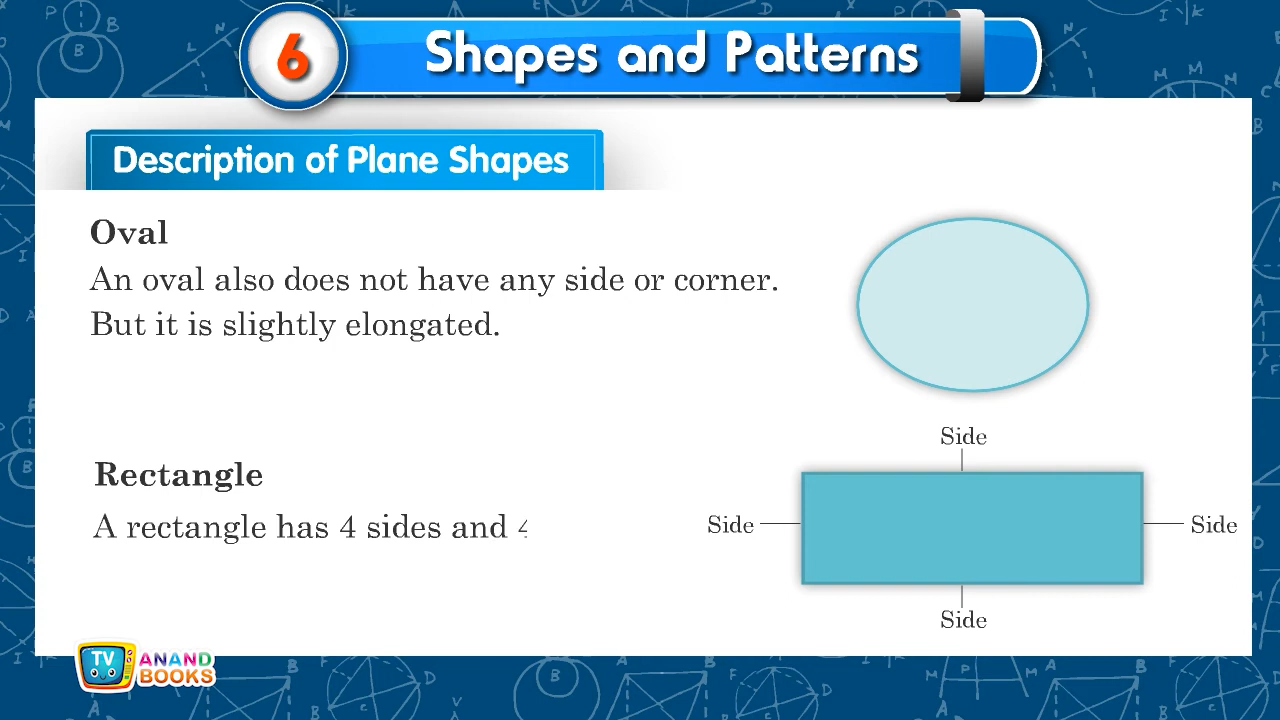 6
Shapes and Patterns
Description of Plane Shapes
Oval
An oval also does not have any side or corner.
But it is slightly elongated.
Side
Rectangle
A rectangle has 4 sides and
Side
Side
Side
TV ANAND
BOOKS